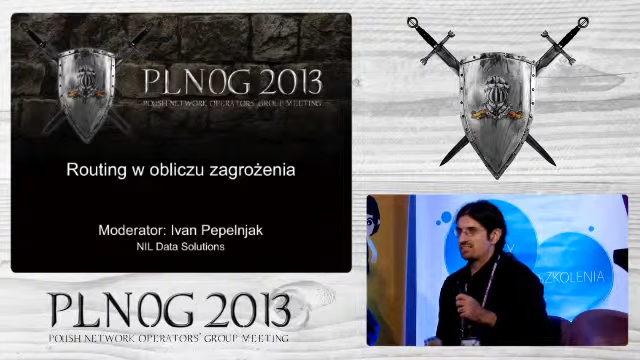 PLNOG 2013
POLISH NETWORK OPERATORS' GROUP MEETING
Routing w obliczu zagrożenia
Moderator: Ivan Pepelnjak
NIL Data Solutions
PLNOG 2013
POLISH NETWORK OPERATORS' GROUP MEETING
SZKOLENIA